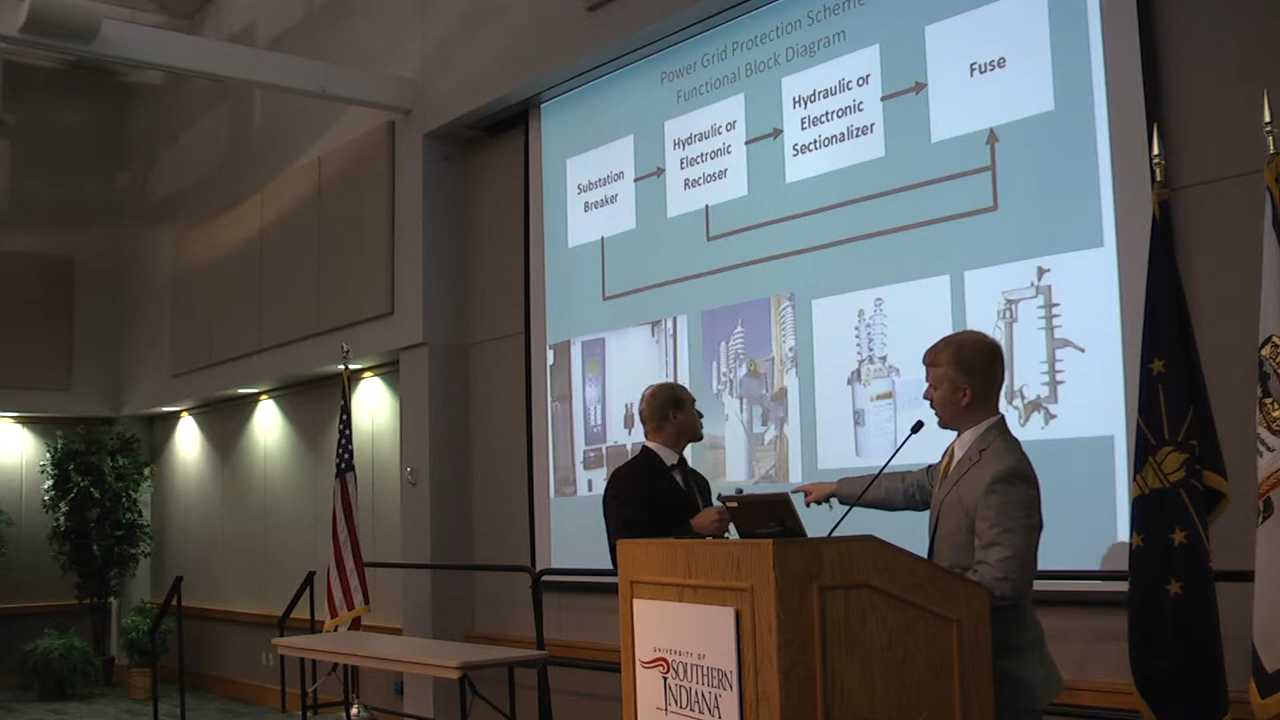 Power Grid Protection Scheme
Functional Block Diagram
Substation
Breaker
Hydraulic or
Electronic
Recloser
Hydraulic or
Electronic
Sectionalizer
Fuse
UNIVERSITY OF
SOUTHERN
INDIANA